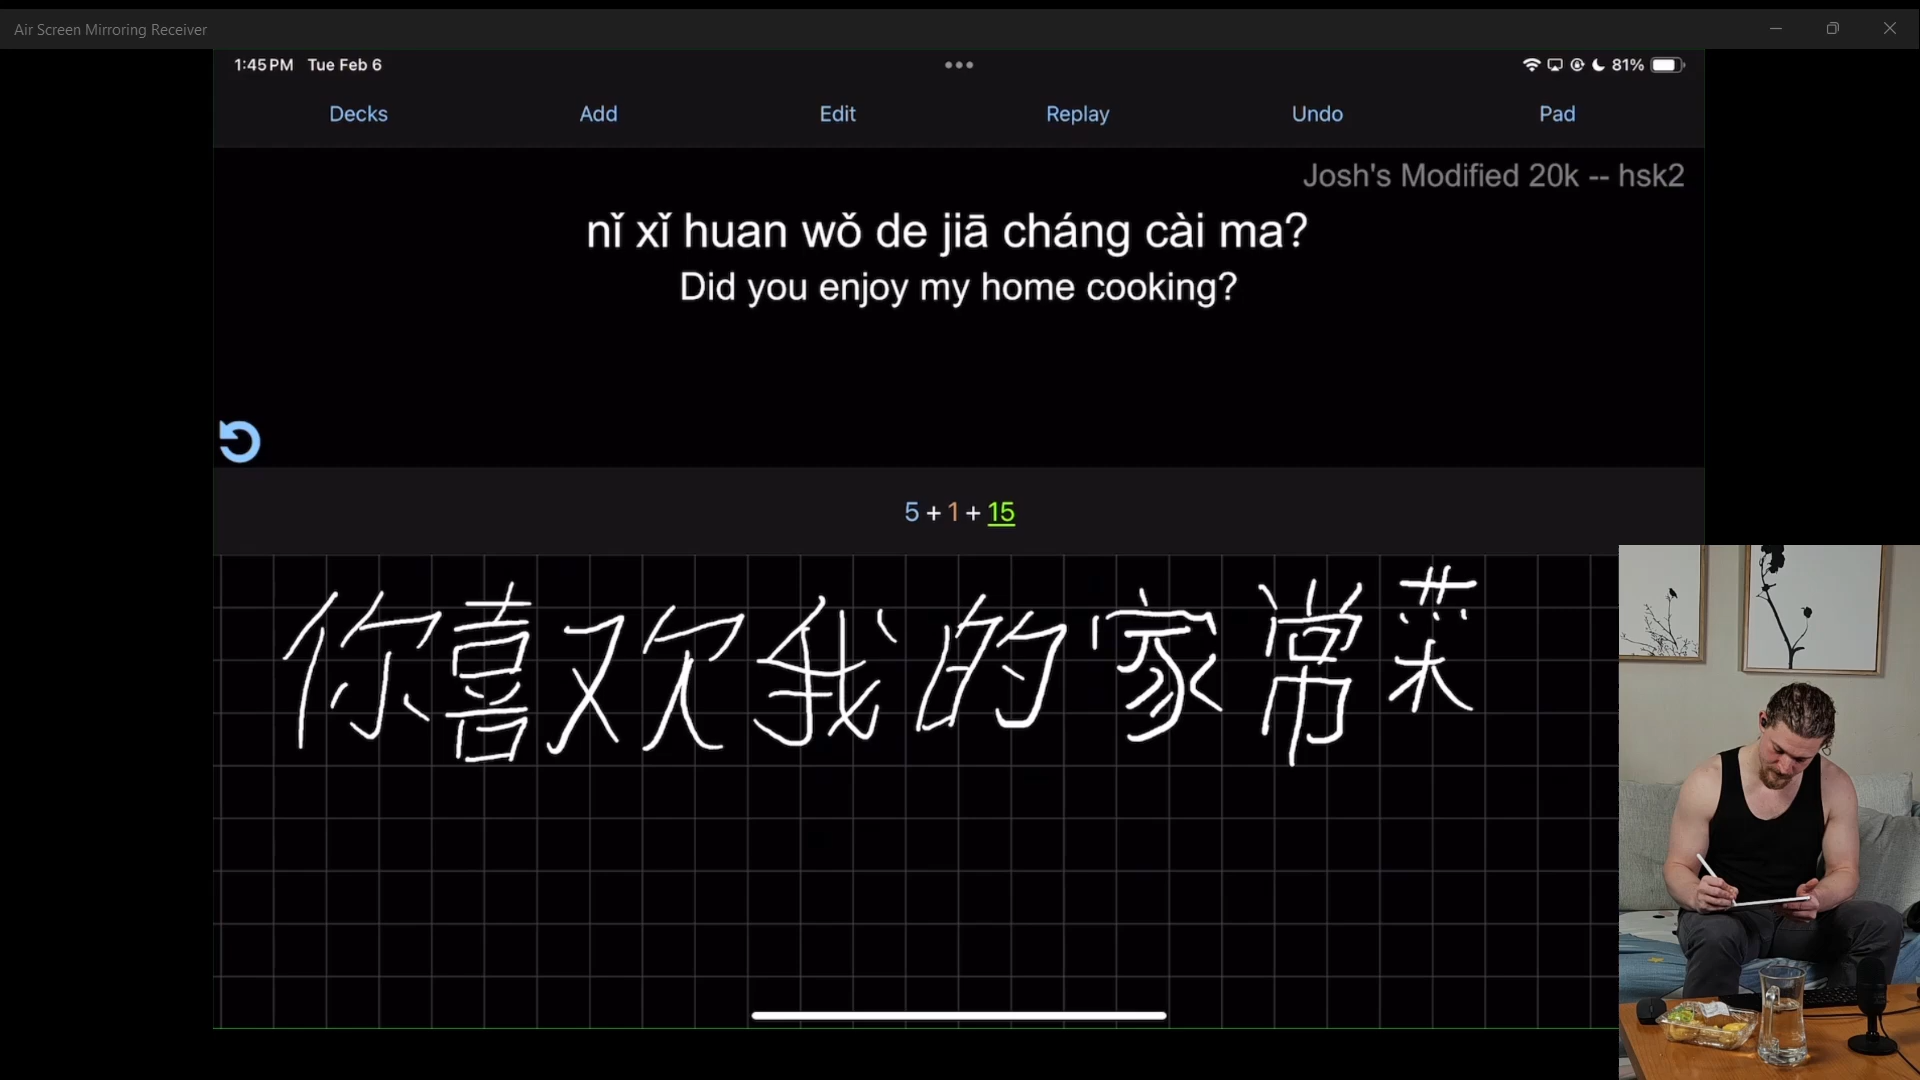 Air Screen Mirroring Receiver
1:45 PM Tue Feb 6
81%
Decks Add Edit Replay Undo Pad
Josh's Modified 20k -- hsk2
nǐ xǐ huan wǒ de jiā cháng cài ma?
Did you enjoy my home cooking?
5 + 1 + 15
你喜欢我的家常菜